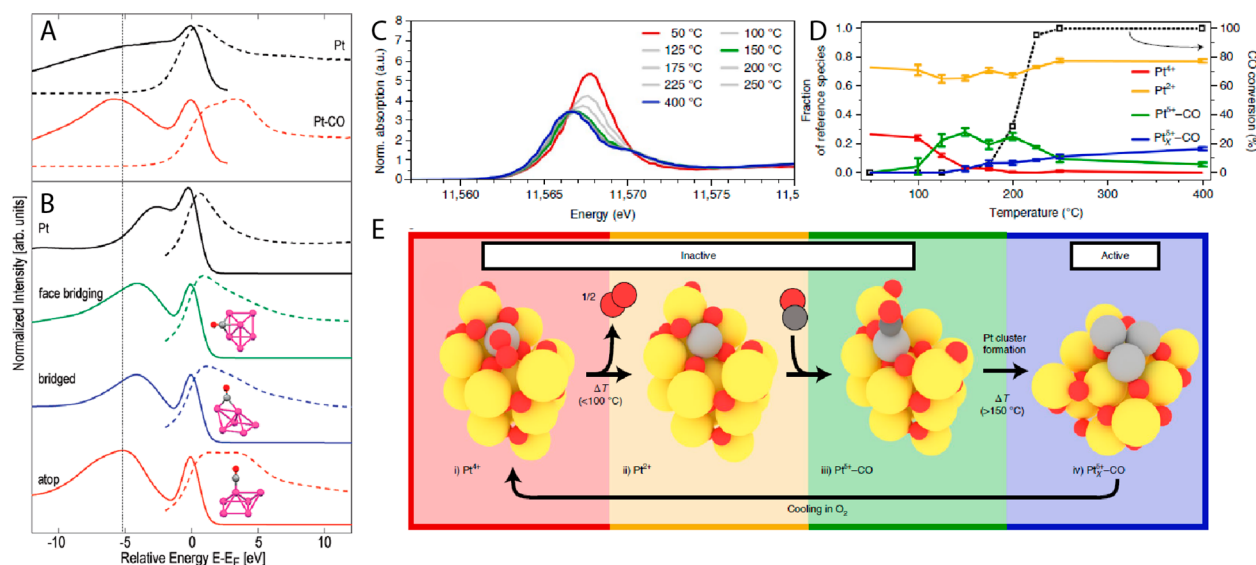 A
Pt
Pt-CO
B
Pt
face bridging
bridged
atop
Normalized Intensity [arb. units]
-10
-5
0
5
10
Relative Energy E-EF [eV]
C
50 °C
100 °C
125 °C
150 °C
175 °C
200 °C
225 °C
250 °C
400 °C
Norm. absorption (a.u.)
8
7
6
5
4
3
2
1
0
11,560
11,565
11,570
11,575
11,5
Energy (eV)
D
Fraction
of reference species
1.0
0.8
0.6
0.4
0.2
0.0
Pt4+
Pt2+
Ptδ+–CO
Ptxδ+–CO
100
80
60
40
20
0
CO conversion (%)
100
200
300
400
Temperature (°C)
E
Inactive
Active
1/2
ΔT
(<100 °C)
Pt cluster
formation
ΔT
(>150 °C)
i) Pt4+
ii) Pt2+
iii) Ptδ+–CO
iv) Ptxδ+–CO
Cooling in O2